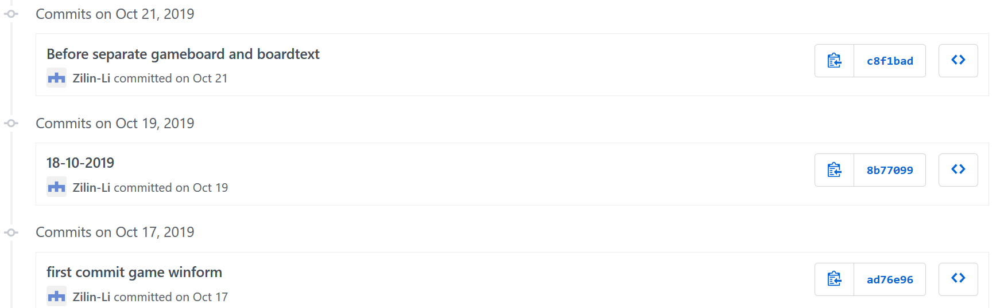 Commits on Oct 21, 2019
Before separate gameboard and boardtext
c8f1bad
Zilin-Li committed on Oct 21
Commits on Oct 19, 2019
18-10-2019
8b77099
Zilin-Li committed on Oct 19
Commits on Oct 17, 2019
first commit game winform
ad76e96
Zilin-Li committed on Oct 17